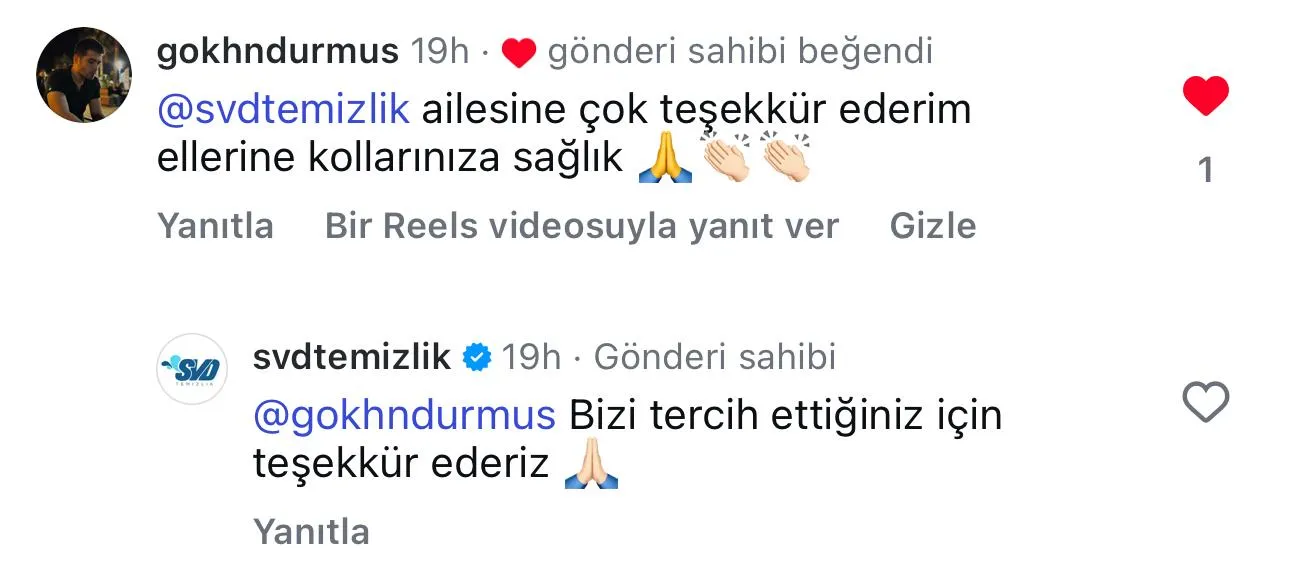 gokhndurmus 19h · ❤️ gönderi sahibi beğendi
@svdtemizlik ailesine çok teşekkür ederim
ellerine kollarınıza sağlık 🙏👏🏻👏🏻
1
Yanıtla Bir Reels videosuyla yanıt ver Gizle
SVD
TEMİZLİK
svdtemizlik 19h · Gönderi sahibi
@gokhndurmus Bizi tercih ettiğiniz için
teşekkür ederiz 🙏🏻
Yanıtla